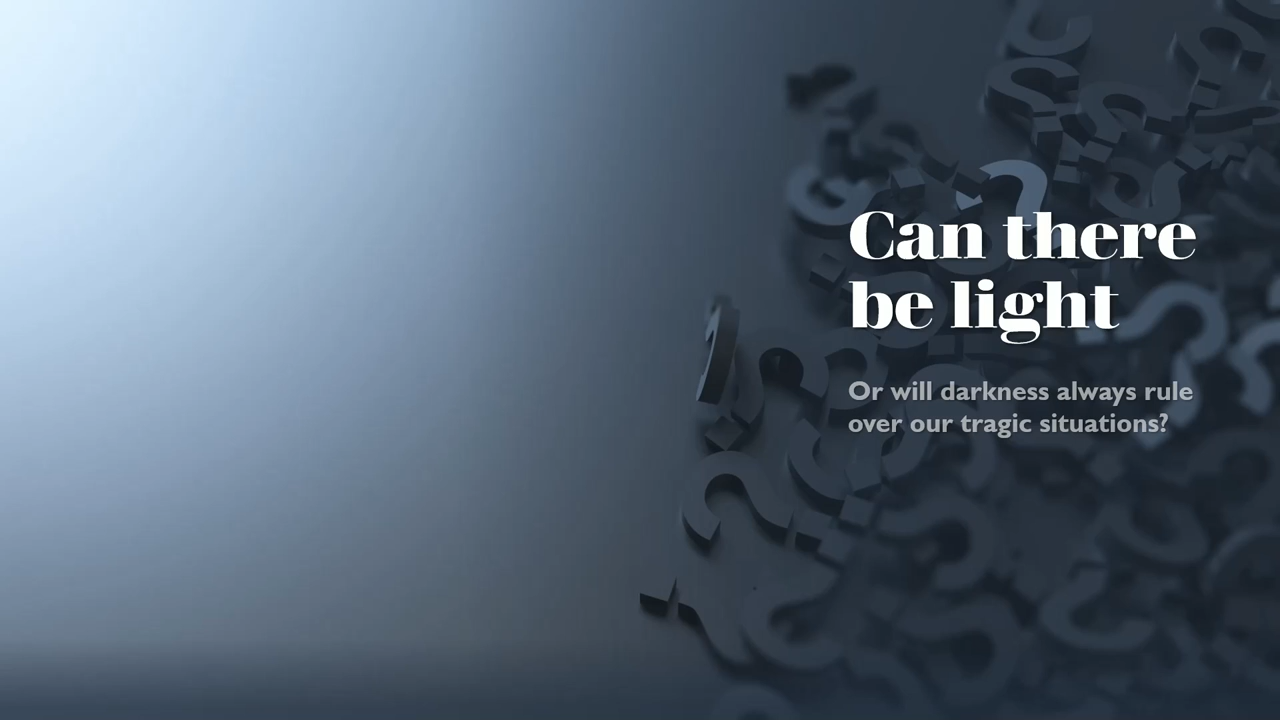 Can there
be light
Or will darkness always rule
over our tragic situations?